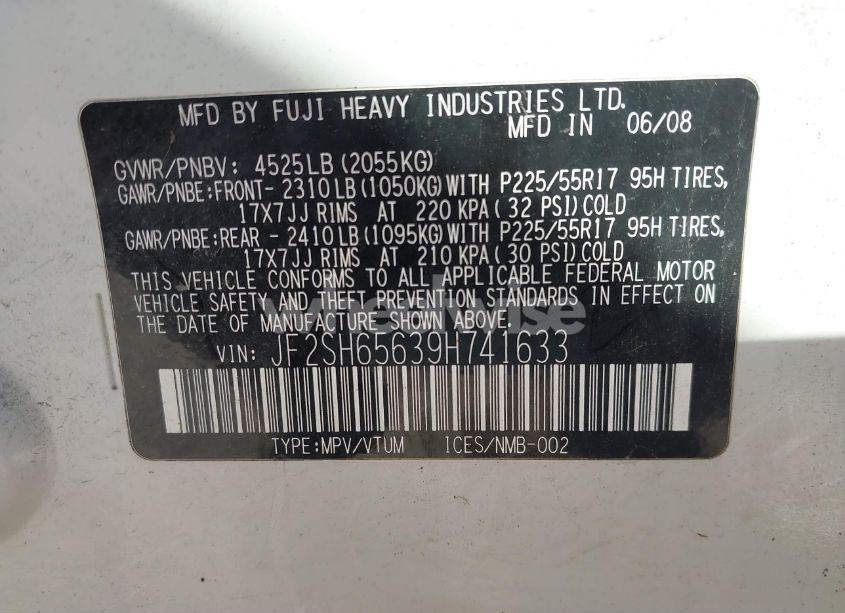 MFD BY FUJI HEAVY INDUSTRIES LTD.
MFD IN 06/08
GVWR/PNBV: 4525LB (2055KG)
GAWR/PNBE:FRONT- 2310LB (1050KG) WITH P225/55R17 95H TIRES,
17X7JJ RIMS AT 220 KPA( 32 PSI) COLD
GAWR/PNBE:REAR - 2410LB (1095KG) WITH P225/55R17 95H TIRES,
17X7JJ RIMS AT 210 KPA( 30 PSI) COLD
THIS VEHICLE CONFORMS TO ALL APPLICABLE FEDERAL MOTOR
VEHICLE SAFETY AND THEFT PREVENTION STANDARDS IN EFFECT ON
THE DATE OF MANUFACTURE SHOWN ABOVE.
VIN: JF2SH65639H741633
TYPE:MPV/VTUM ICES/NMB-002